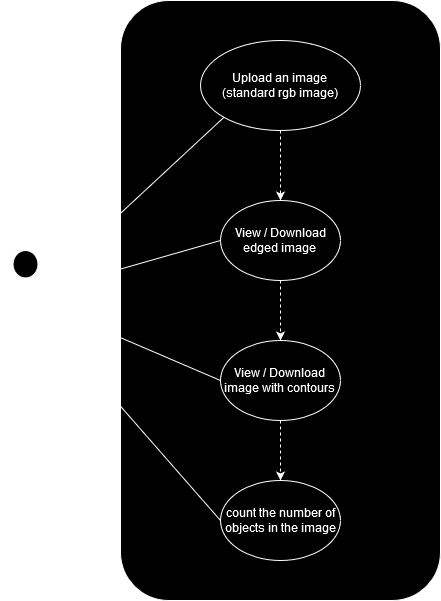 Upload an image
(standard rgb image)
View / Download
edged image
View / Download
image with contours
count the number of
objects in the image